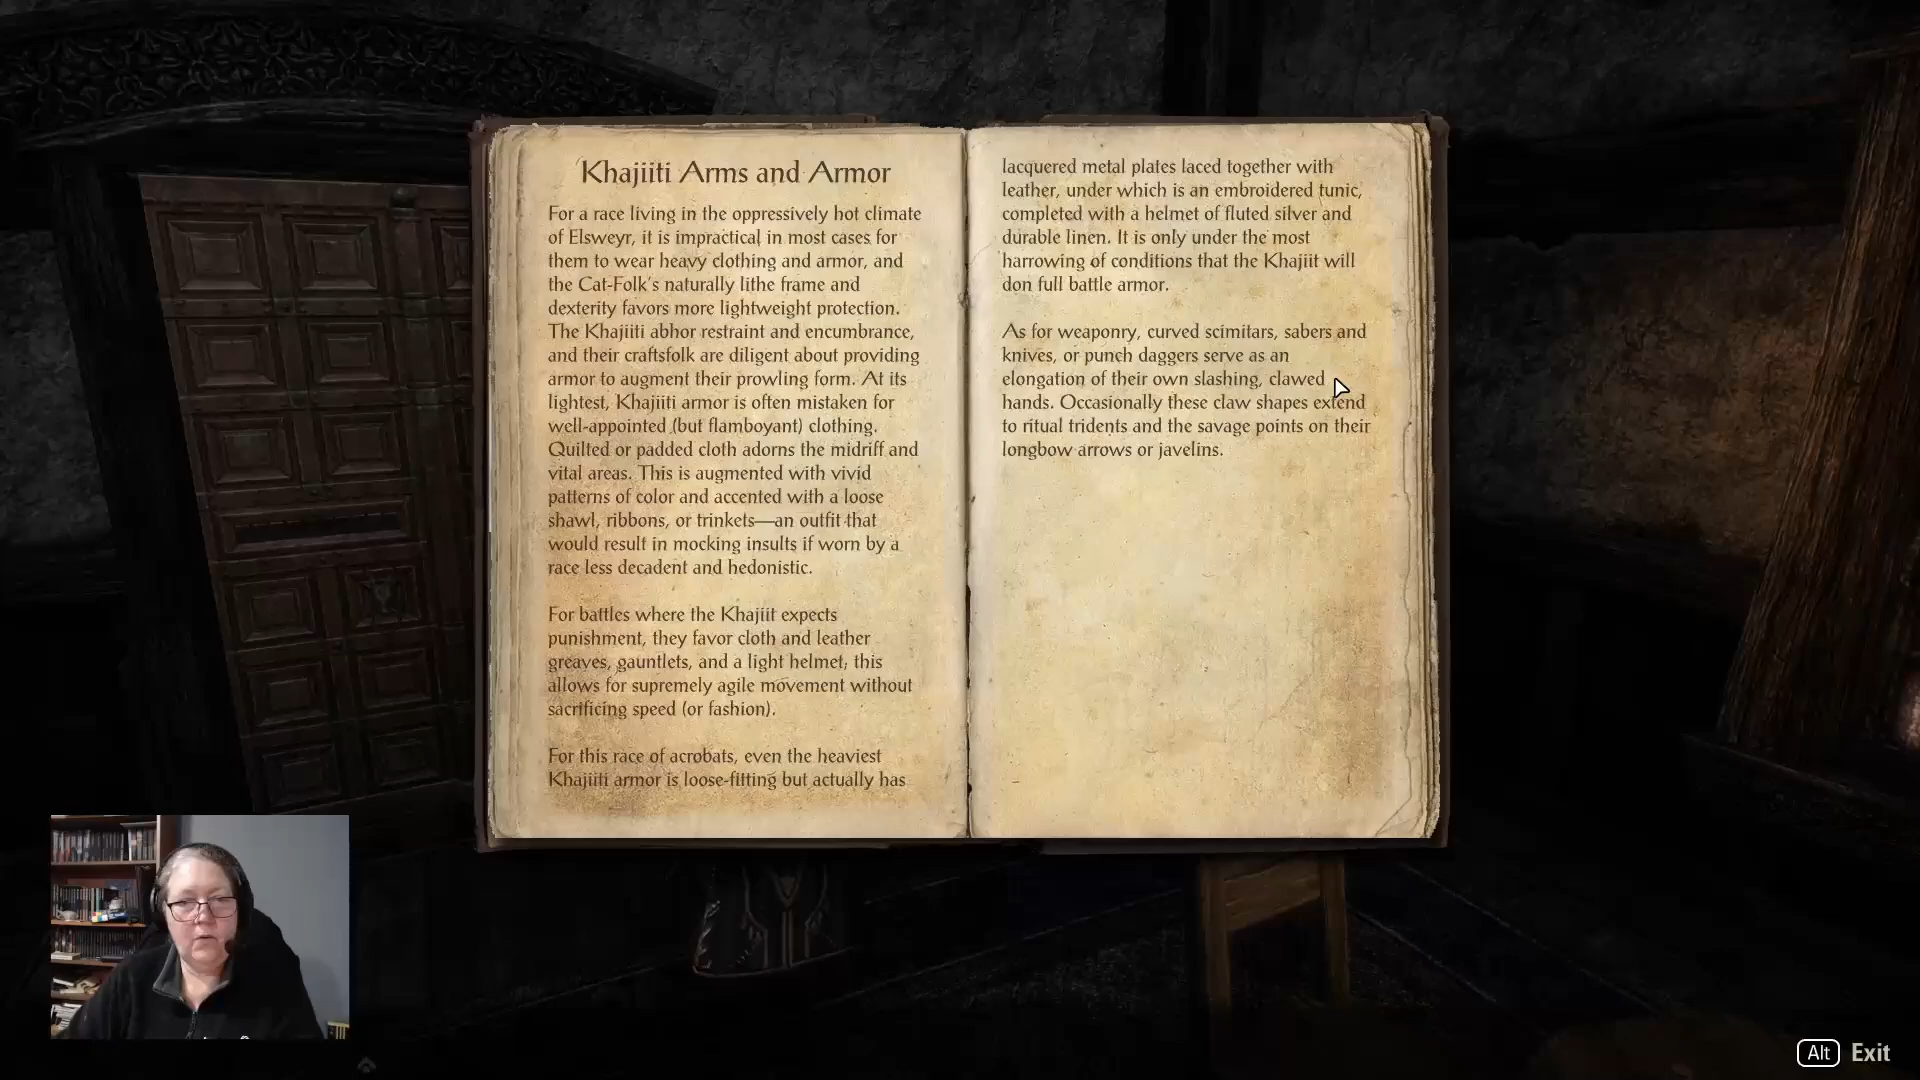 Khajiiti Arms and Armor
For a race living in the oppressively hot climate
of Elsweyr, it is impractical in most cases for
them to wear heavy clothing and armor, and
the Cat-Folk's naturally lithe frame and
dexterity favors more lightweight protection.
The Khajiiti abhor restraint and encumbrance,
and their craftsfolk are diligent about providing
armor to augment their prowling form. At its
lightest, Khajiiti armor is often mistaken for
well-appointed (but flamboyant) clothing.
Quilted or padded cloth adorns the midriff and
vital areas. This is augmented with vivid
patterns of color and accented with a loose
shawl, ribbons, or trinkets—an outfit that
would result in mocking insults if worn by a
race less decadent and hedonistic.
For battles where the Khajiit expects
punishment, they favor cloth and leather
greaves, gauntlets, and a light helmet; this
allows for supremely agile movement without
sacrificing speed (or fashion).
For this race of acrobats, even the heaviest
Khajiiti armor is loose-fitting but actually has
lacquered metal plates laced together with
leather, under which is an embroidered tunic,
completed with a helmet of fluted silver and
durable linen. It is only under the most
harrowing of conditions that the Khajiit will
don full battle armor.
As for weaponry, curved scimitars, sabers and
knives, or punch daggers serve as an
elongation of their own slashing, clawed
hands. Occasionally these claw shapes extend
to ritual tridents and the savage points on their
longbow arrows or javelins.
Alt Exit